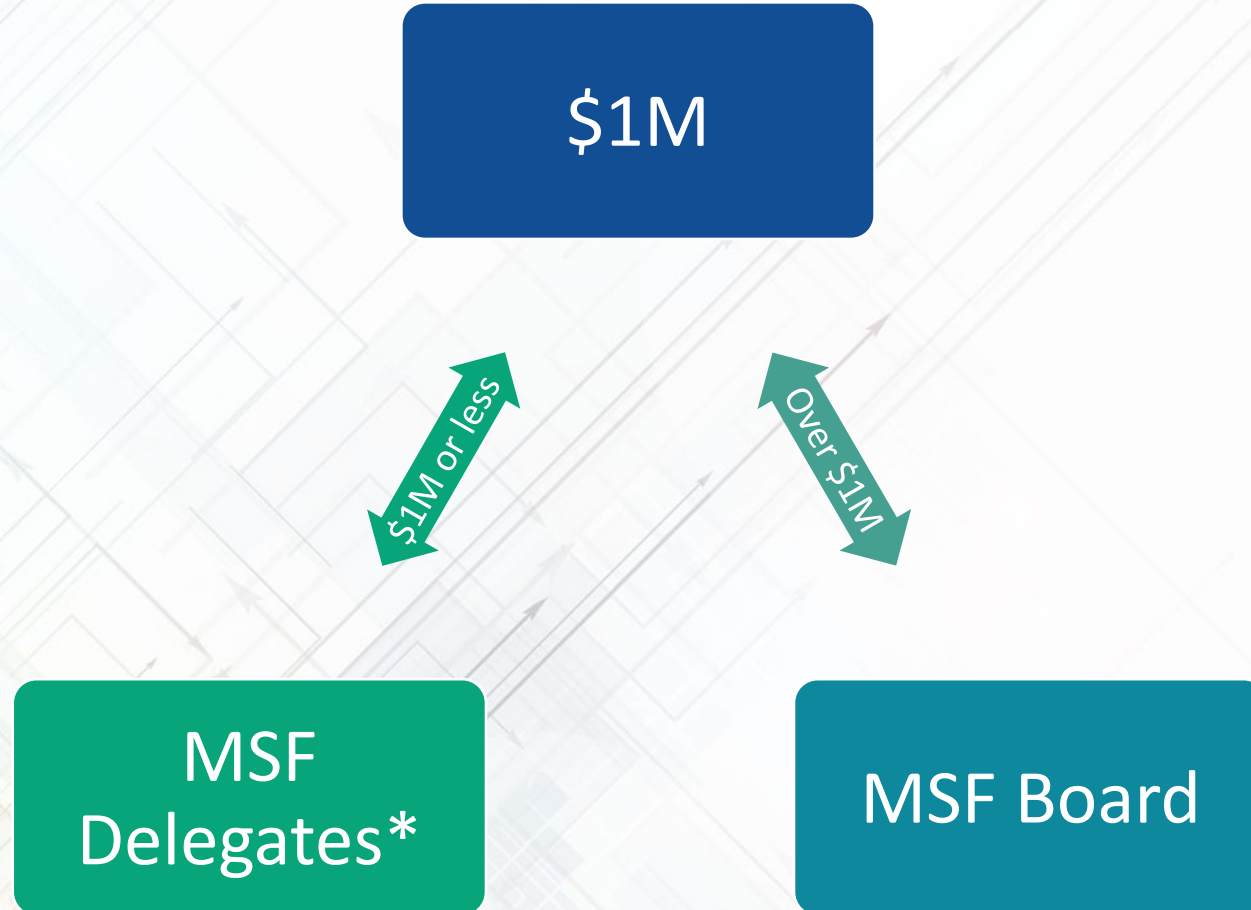 $1M
$1M or less
Over $1M
MSF
Delegates*
MSF Board